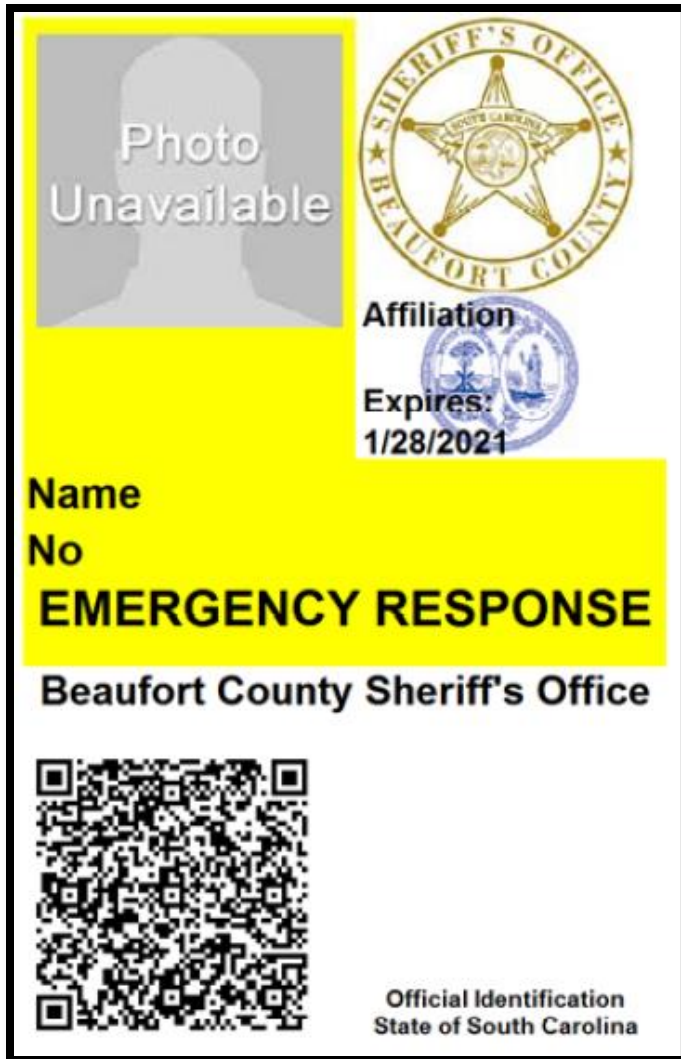 Photo
Unavailable
SHERIFF'S OFFICE
BEAUFORT COUNTY
SOUTH CAROLINA
Affiliation
Expires:
1/28/2021
Name
No
EMERGENCY RESPONSE
Beaufort County Sheriff's Office
Official Identification
State of South Carolina